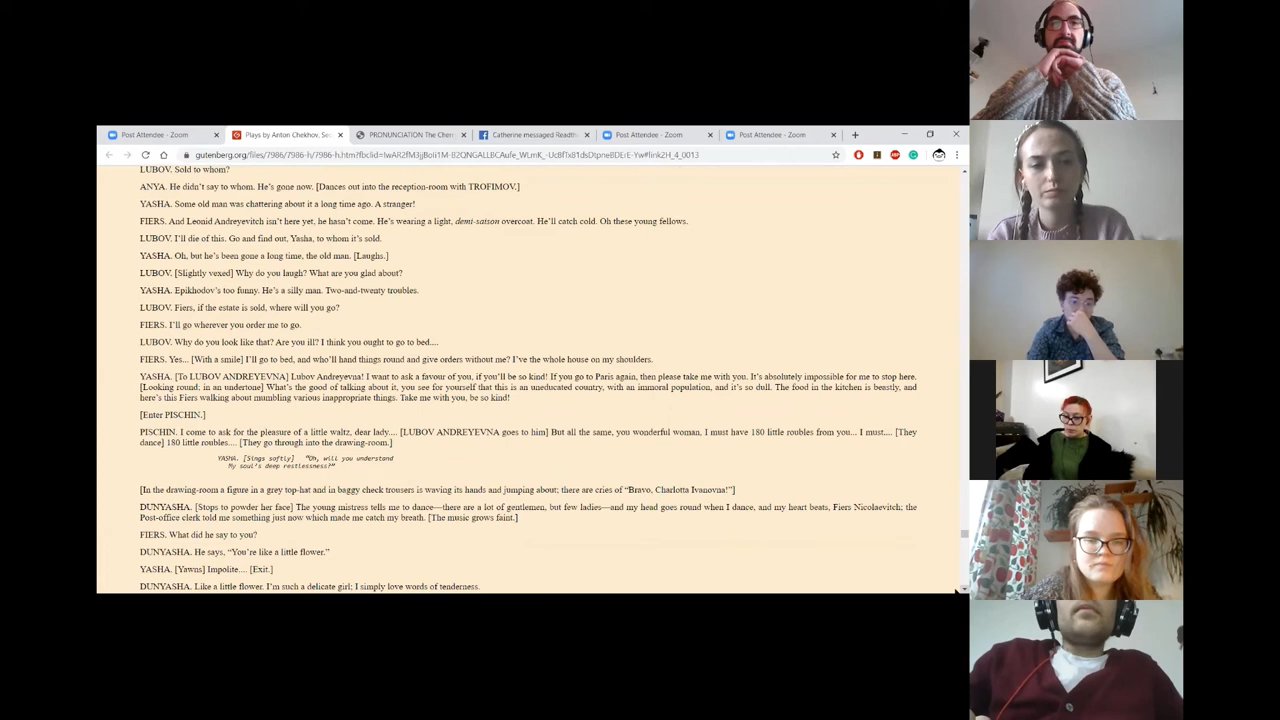 Post Attendee - Zoom
Plays by Anton Chekhov, Sec
PRONUNCIATION The Cher
Catherine messaged Readth
Post Attendee - Zoom
Post Attendee - Zoom
LUBOV. Sold to whom?
ANYA. He didn't say to whom. He's gone now. [Dances out into the reception-room with TROFIMOV.]
YASHA. Some old man was chattering about it a long time ago. A stranger!
FIERS. And Leonid Andreyevitch isn't here yet, he hasn't come. He's wearing a light, demi-saison overcoat. He'll catch cold. Oh these young fellows.
LUBOV. I'll die of this. Go and find out, Yasha, to whom it's sold.
YASHA. Oh, but he's been gone a long time, the old man. [Laughs.]
LUBOV. [Slightly vexed] Why do you laugh? What are you glad about?
YASHA. Epikhodov's too funny. He's a silly man. Two-and-twenty troubles.
LUBOV. Fiers, if the estate is sold, where will you go?
FIERS. I'll go wherever you order me to go.
LUBOV. Why do you look like that? Are you ill? I think you ought to go to bed....
FIERS. Yes... [With a smile] I'll go to bed, and who'll hand things round and give orders without me? I've the whole house on my shoulders.
YASHA. [To LUBOV ANDREYEVNA] Lubov Andreyevna! I want to ask a favour of you, if you'll be so kind! If you go to Paris again, then please take me with you. It's absolutely impossible for me to stop here.
[Looking round; in an undertone] What's the good of talking about it, you see for yourself that this is an uneducated country, with an immoral population, and it's so dull. The food in the kitchen is beastly, and
here's this Fiers walking about mumbling various inappropriate things. Take me with you, be so kind!
[Enter PISCHIN.]
PISCHIN. I come to ask for the pleasure of a little waltz, dear lady.... [LUBOV ANDREYEVNA goes to him] But all the same, you wonderful woman, I must have 180 little roubles from you... I must.... [They
dance] 180 little roubles.... [They go through into the drawing-room.]
YASHA. [Sings softly] "Oh, will you understand
My soul's deep restlessness?"
[In the drawing-room a figure in a grey top-hat and in baggy check trousers is waving its hands and jumping about; there are cries of "Bravo, Charlotta Ivanovna!"]
DUNYASHA. [Stops to powder her face] The young mistress tells me to dance—there are a lot of gentlemen, but few ladies—and my head goes round when I dance, and my heart beats, Fiers Nicolaevitch; the
Post-office clerk told me something just now which made me catch my breath. [The music grows faint.]
FIERS. What did he say to you?
DUNYASHA. He says, "You're like a little flower."
YASHA. [Yawns] Impolite.... [Exit.]
DUNYASHA. Like a little flower. I'm such a delicate girl; I simply love words of tenderness.